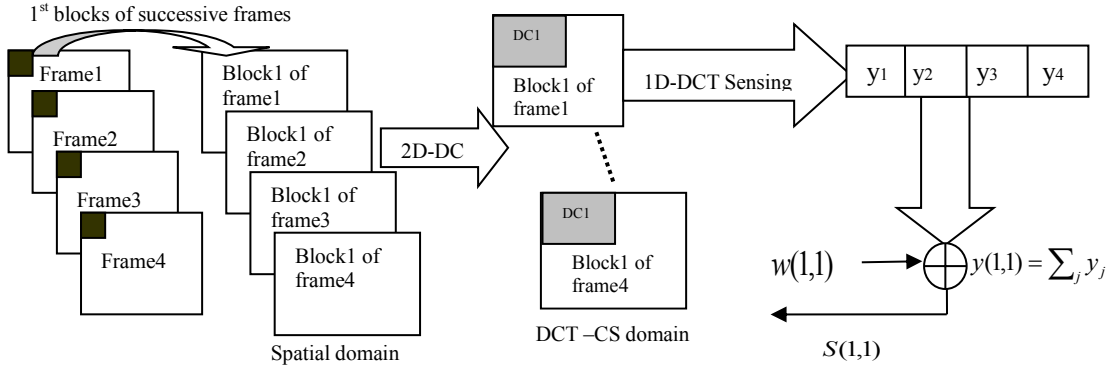 1st blocks of successive frames
Frame1
Frame2
Frame3
Frame4
Block1 of
frame1
Block1 of
frame2
Block1 of
frame3
Block1 of
frame4
Spatial domain
2D-DC
DC1
Block1 of
frame1
DC1
Block1 of
frame4
DCT –CS domain
1D-DCT Sensing
y1 y2 y3 y4
w(1,1)
y(1,1) = ∑j yj
S(1,1)